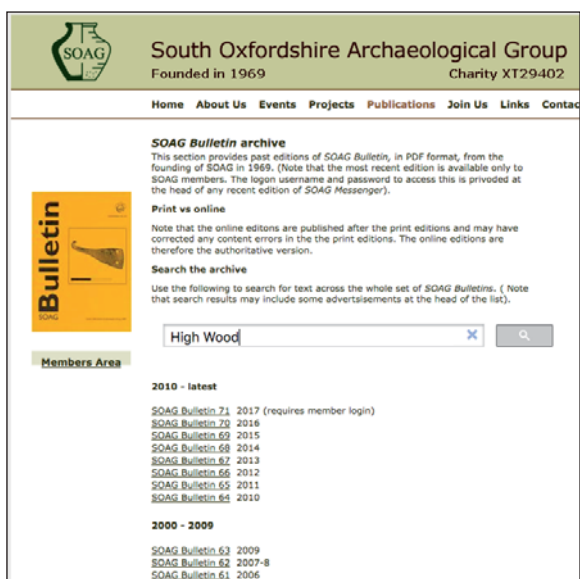 SOAG
South Oxfordshire Archaeological Group
Founded in 1969 Charity XT29402
Home About Us Events Projects Publications Join Us Links Contac
SOAG Bulletin archive
This section provides past editions of SOAG Bulletin, in PDF format, from the
founding of SOAG in 1969. (Note that the most recent edition is available only to
SOAG members. The logon username and password to access this is privoded at
the head of any recent edition of SOAG Messenger).
Print vs online
Note that the online editons are published after the print editions and may have
corrected any content errors in the the print editions. The online editions are
therefore the authoritative version.
Search the archive
Use the following to search for text across the whole set of SOAG Bulletins. ( Note
that search results may include some advertsisements at the head of the list).
Bulletin
SOAG
High Wood
Members Area
2010 - latest
SOAG Bulletin 71 2017 (requires member login)
SOAG Bulletin 70 2016
SOAG Bulletin 69 2015
SOAG Bulletin 68 2014
SOAG Bulletin 67 2013
SOAG Bulletin 66 2012
SOAG Bulletin 65 2011
SOAG Bulletin 64 2010
2000 - 2009
SOAG Bulletin 63 2009
SOAG Bulletin 62 2007-8
SOAG Bulletin 61 2006